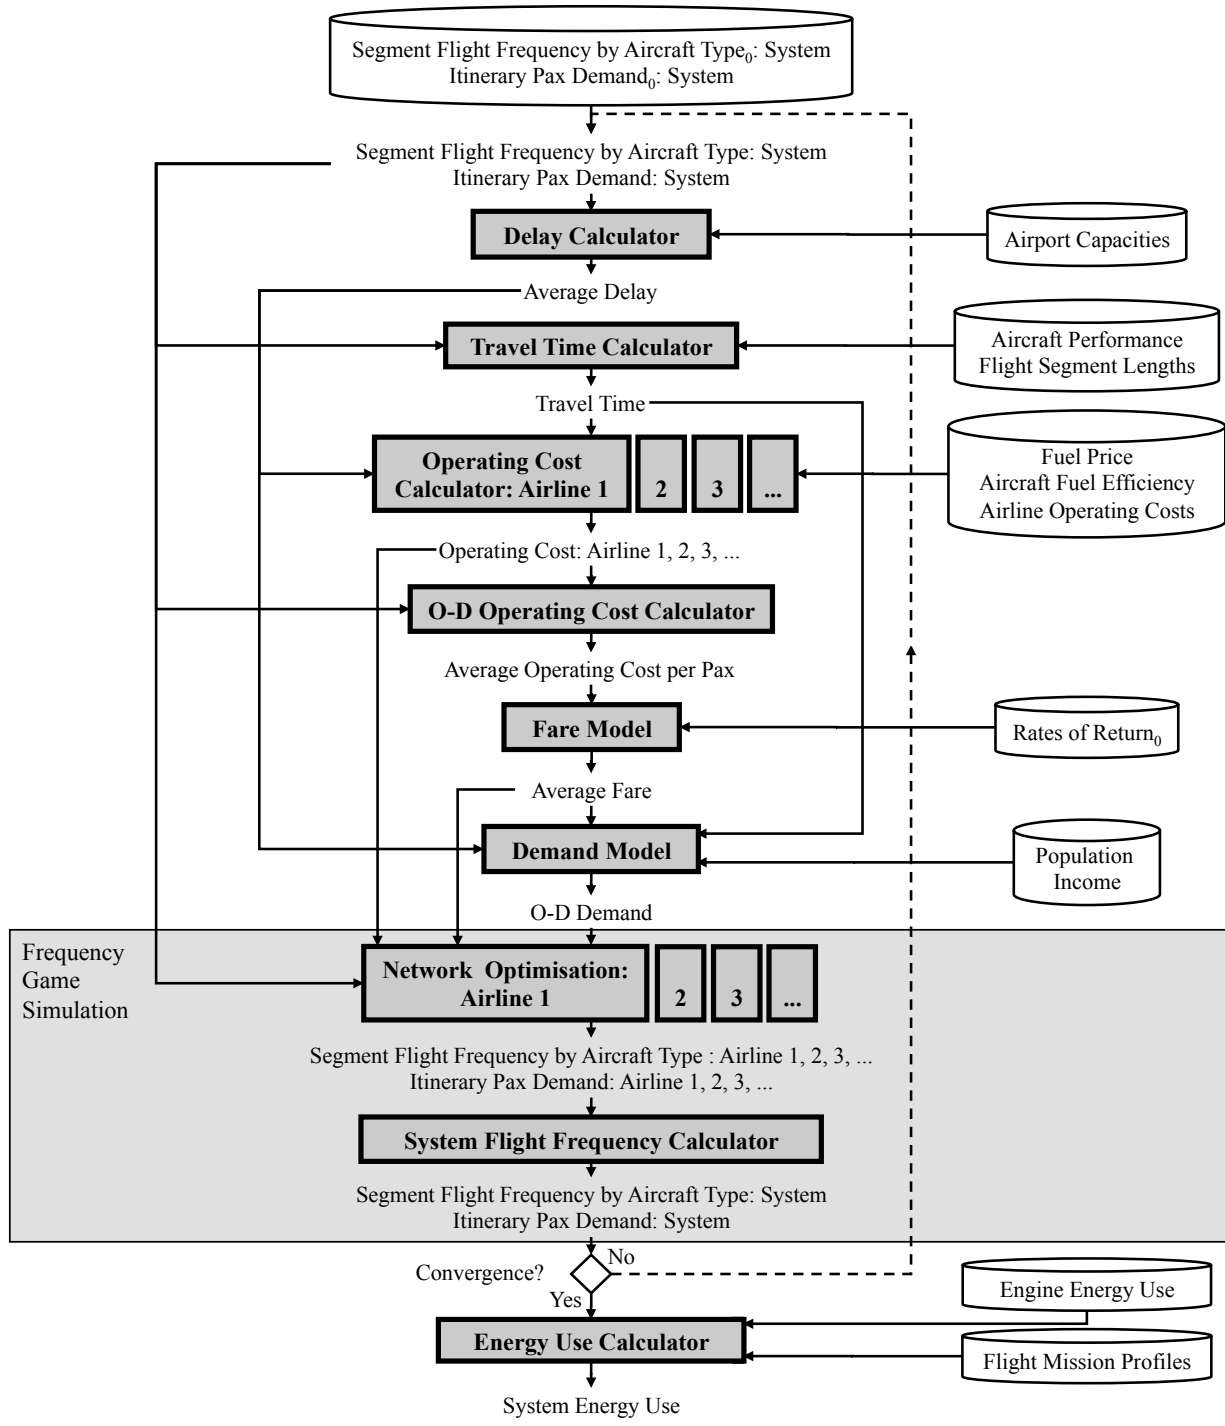 Segment Flight Frequency by Aircraft Type₀: System
Itinerary Pax Demand₀: System
Segment Flight Frequency by Aircraft Type: System
Itinerary Pax Demand: System
Delay Calculator
Airport Capacities
Average Delay
Travel Time Calculator
Aircraft Performance
Flight Segment Lengths
Travel Time
Operating Cost
Calculator: Airline 1
2
3
...
Fuel Price
Aircraft Fuel Efficiency
Airline Operating Costs
Operating Cost: Airline 1, 2, 3, ...
O-D Operating Cost Calculator
Average Operating Cost per Pax
Fare Model
Rates of Return₀
Average Fare
Demand Model
Population
Income
O-D Demand
Frequency
Game
Simulation
Network Optimisation:
Airline 1
2
3
...
Segment Flight Frequency by Aircraft Type : Airline 1, 2, 3, ...
Itinerary Pax Demand: Airline 1, 2, 3, ...
System Flight Frequency Calculator
Segment Flight Frequency by Aircraft Type: System
Itinerary Pax Demand: System
Convergence?
No
Yes
Engine Energy Use
Energy Use Calculator
Flight Mission Profiles
System Energy Use